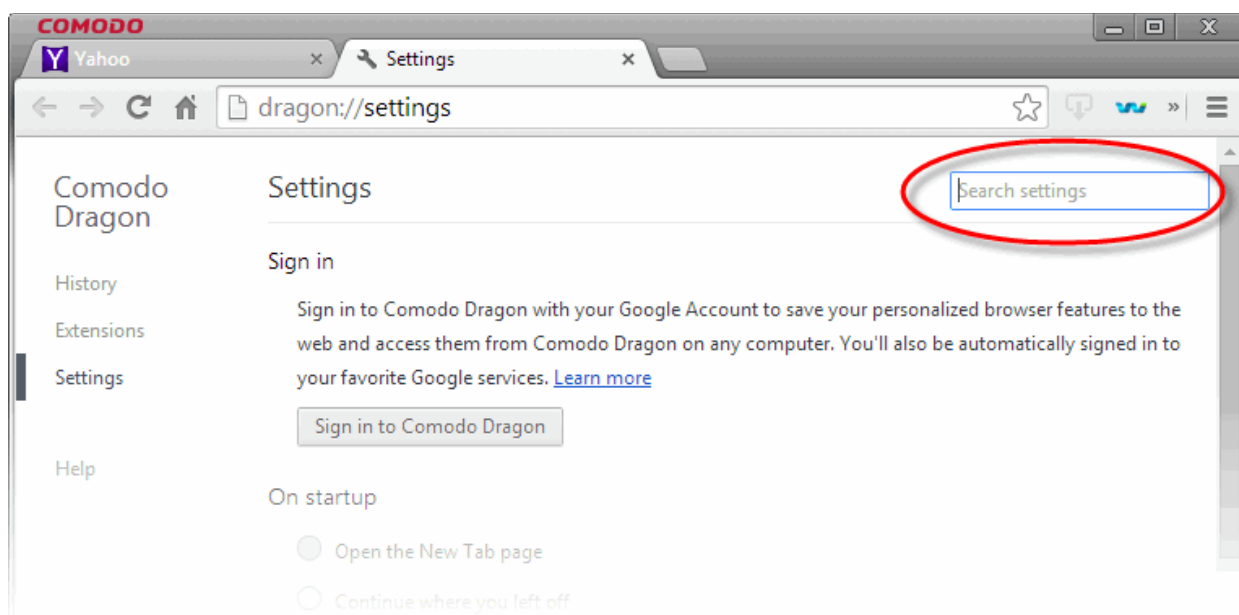 COMODO
Yahoo
Settings
dragon://settings
Comodo
Dragon
Settings
Search settings
History
Extensions
Settings
Help
Sign in
Sign in to Comodo Dragon with your Google Account to save your personalized browser features to the
web and access them from Comodo Dragon on any computer. You'll also be automatically signed in to
your favorite Google services. Learn more
Sign in to Comodo Dragon
On startup
Open the New Tab page
Continue where you left off